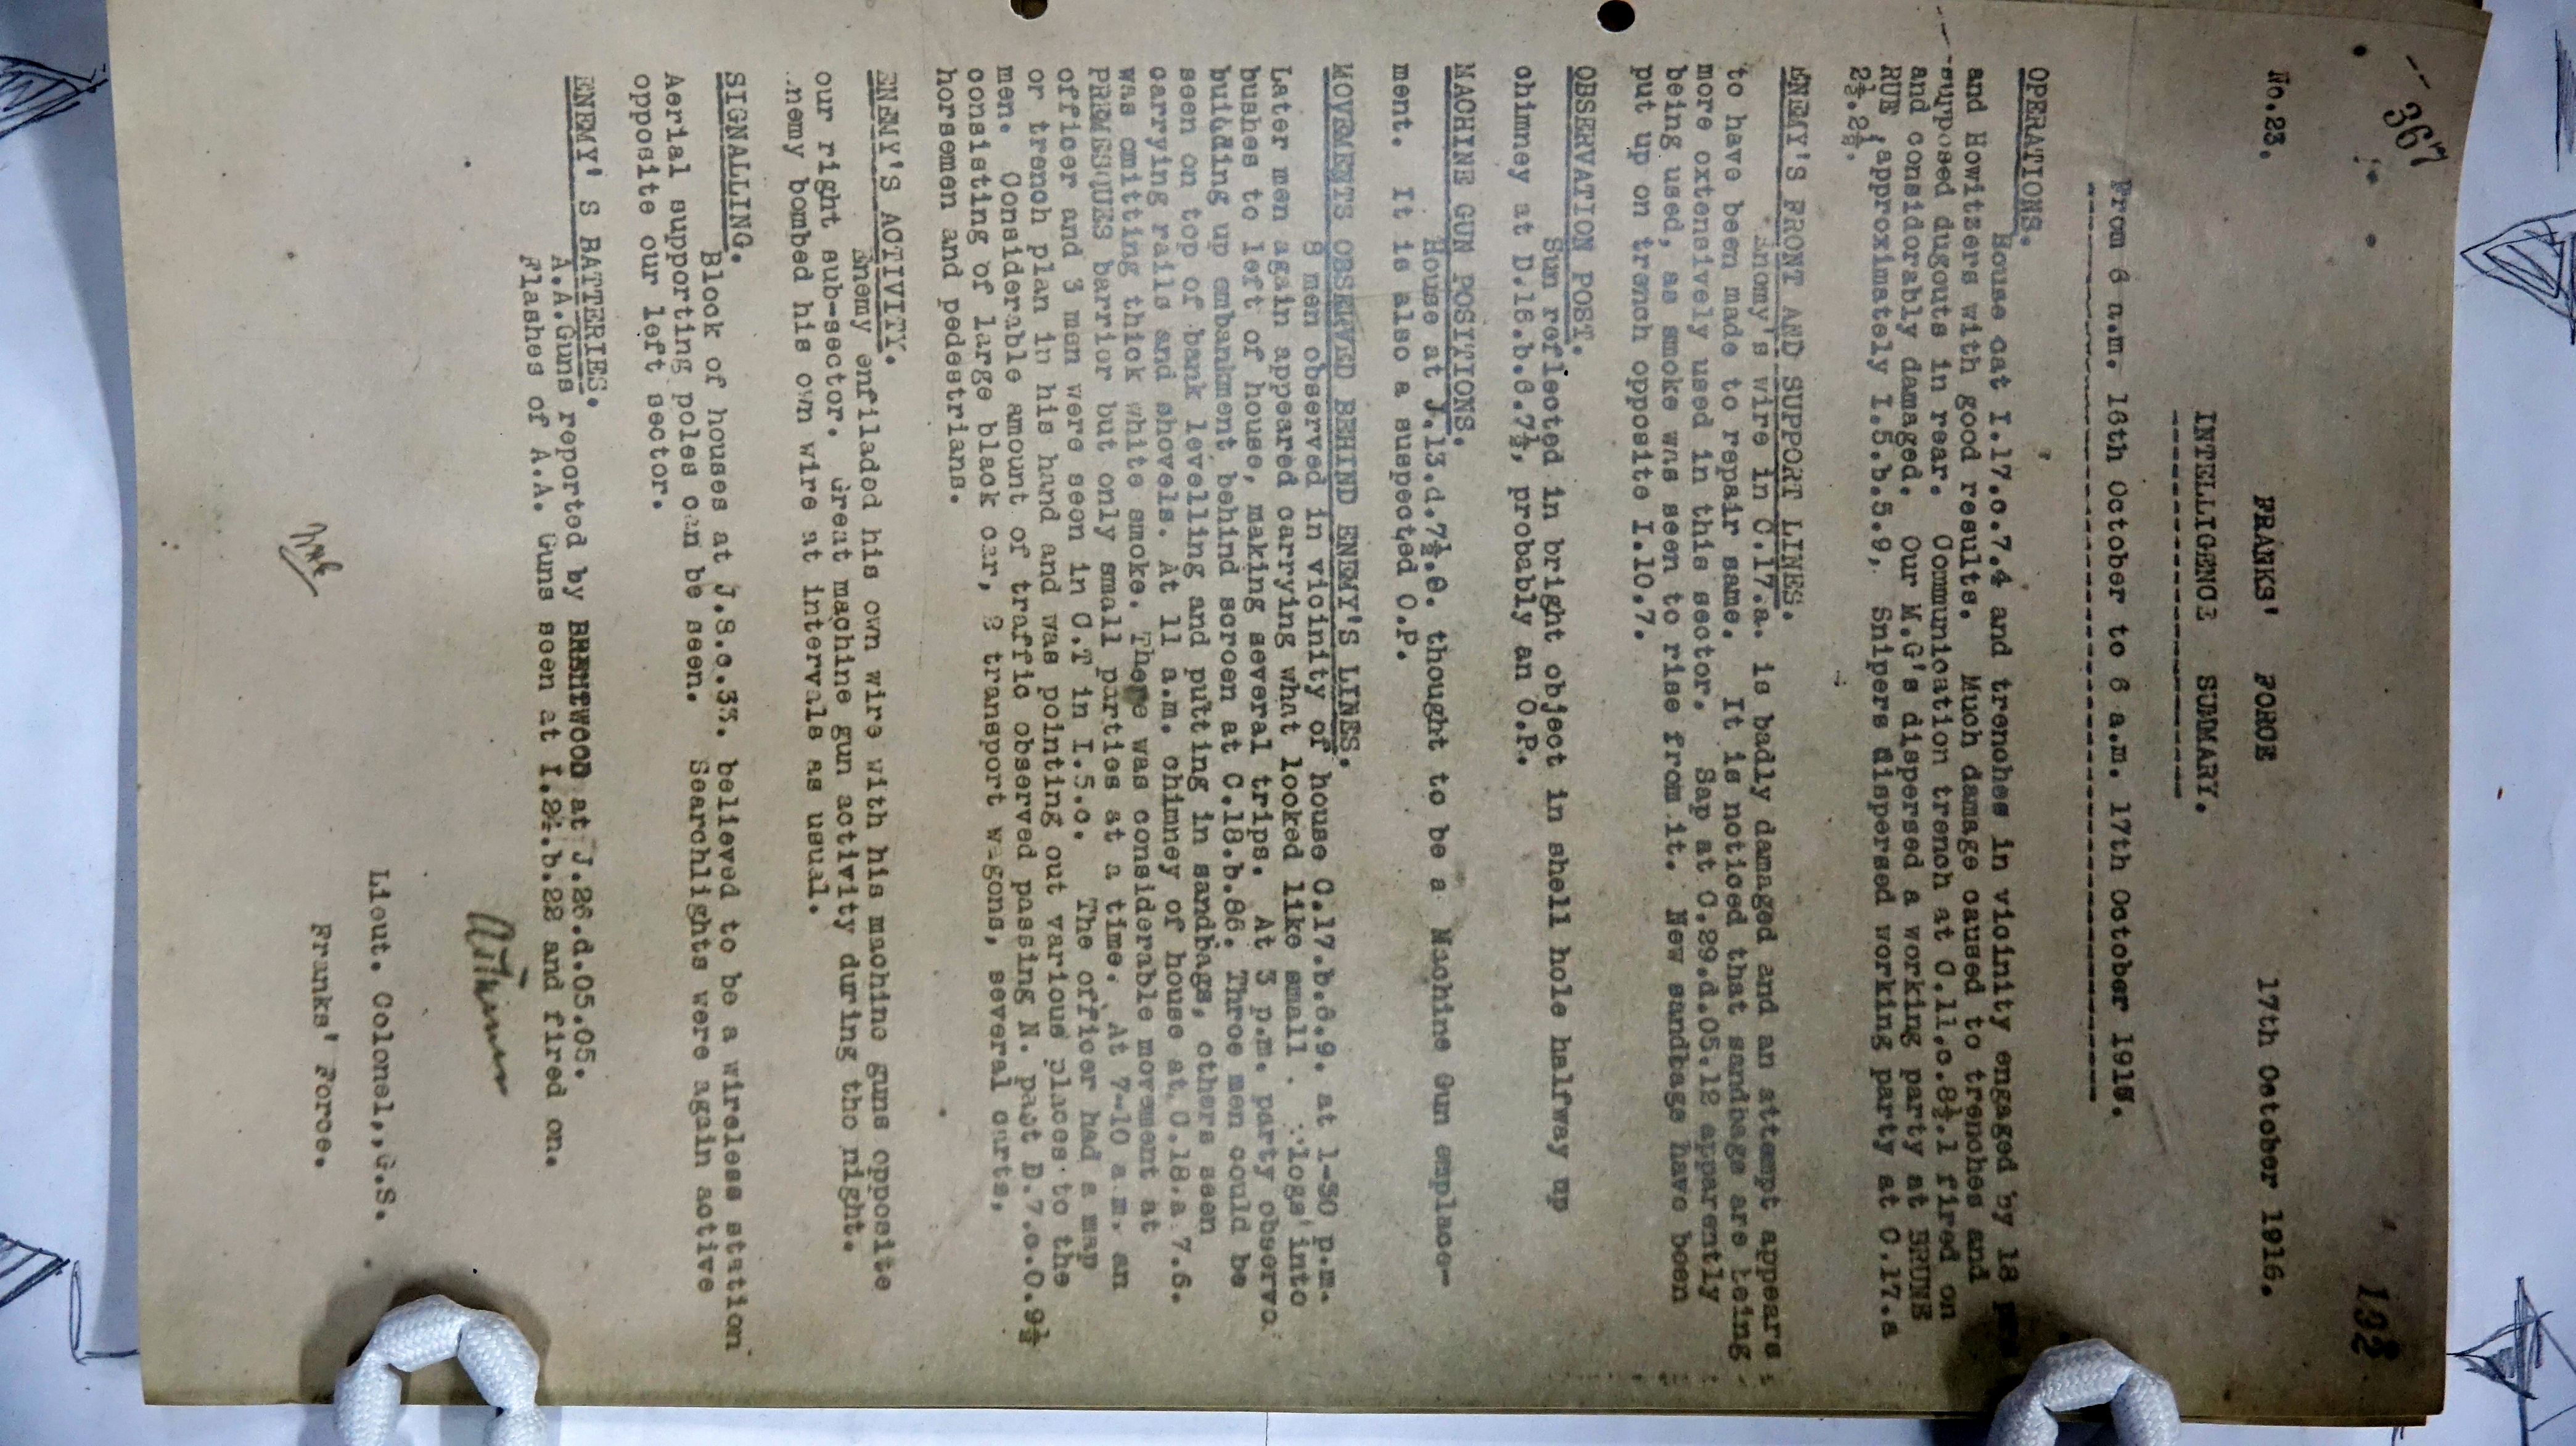 367
192
No.23.
FRANKS' FORCE
17th October 1916.
INTELLIGENCE SUMMARY.
From 6 a.m. 16th October to 6 a.m. 17th October 1916.
OPERATIONS.
House oat I.17.c.7.4 and trenches in vicinity engaged by 18
and Howitzers with good results. Much damage caused to trenches and
supposed dugouts in rear. Communication trench at C.11.c.8½.1 fired on
and considerably damaged. Our M.G's dispersed a working party at BRUNE
RUE ,approximately I.5.b.5.9, Snipers dispersed working party at C.17.a
2½.2½.
ENEMY'S FRONT AND SUPPORT LINES.
Enemy's wire in C.17.a. is badly damaged and an attempt appears
to have been made to repair same. It is noticed that sandbags are being
more extensively used in this sector. Sap at C.29.d.05.12 apparently
being used, as smoke was seen to rise from it. New sandbags have been
put up on trench opposite I.10.7.
OBSERVATION POST.
Sun reflected in bright object in shell hole halfway up
chimney at D.16.b.6.7½, probably an O.P.
MACHINE GUN POSITIONS.
House at J.13.d.7½.0. thought to be a Machine Gun emplace-
ment. It is also a suspected O.P.
MOVEMENTS OBSERVED BEHIND ENEMY'S LINES.
8 men observed in vicinity of house C.17.b.6.9. at 1-30 p.m.
Later men again appeared carrying what looked like small 'logs' into
bushes to left of house, making several trips. At 3 p.m. party observo
building up embankment behind screen at C.18.b.86. Three men could be
seen on top of bank levelling and putting in sandbags, others seen
carrying rails and shovels. At 11 a.m. chimney of house at C.18.a 7.6.
was emitting thick white smoke. There was considerable movement at
PREMESQUES barrier but only small parties at a time. At 7-10 a.m. an
officer and 3 men were seen in C.T in I.5.c. The officer had a map
or trench plan in his hand and was pointing out various places to the
men. Considerable amount of traffic observed passing N. past D.7.c.0.9½
consisting of large black car, 2 transport wagons, several carts,
horsemen and pedestrians.
ENEMY'S ACTIVITY.
Enemy enfiladed his own wire with his machine guns opposite
our right sub-sector. Great machine gun activity during the night.
Enemy bombed his own wire at intervals as usual.
SIGNALLING.
Block of houses at J.8.c.33. believed to be a wireless station
Aerial supporting poles can be seen. Searchlights were again active
opposite our left sector.
ENEMY' S BATTERIES.
A.A.Guns reported by BRENTWOOD at J.26.d.05.05.
Flashes of A.A. Guns seen at I.24.b.22 and fired on.
Lieut. Colonel,,G.S.
Franks' Force.